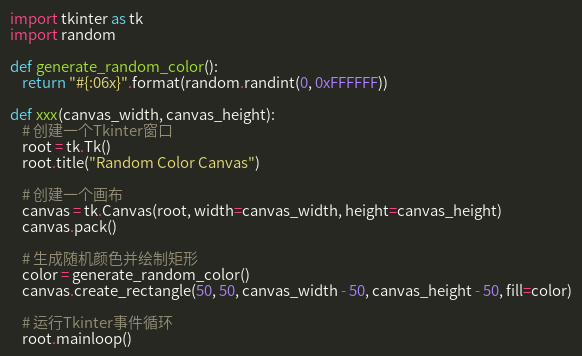 import tkinter as tk
import random

def generate_random_color():
    return "#{:06x}".format(random.randint(0, 0xFFFFFF))

def xxx(canvas_width, canvas_height):
    # 创建一个Tkinter窗口
    root = tk.Tk()
    root.title("Random Color Canvas")

    # 创建一个画布
    canvas = tk.Canvas(root, width=canvas_width, height=canvas_height)
    canvas.pack()

    # 生成随机颜色并绘制矩形
    color = generate_random_color()
    canvas.create_rectangle(50, 50, canvas_width - 50, canvas_height - 50, fill=color)

    # 运行Tkinter事件循环
    root.mainloop()